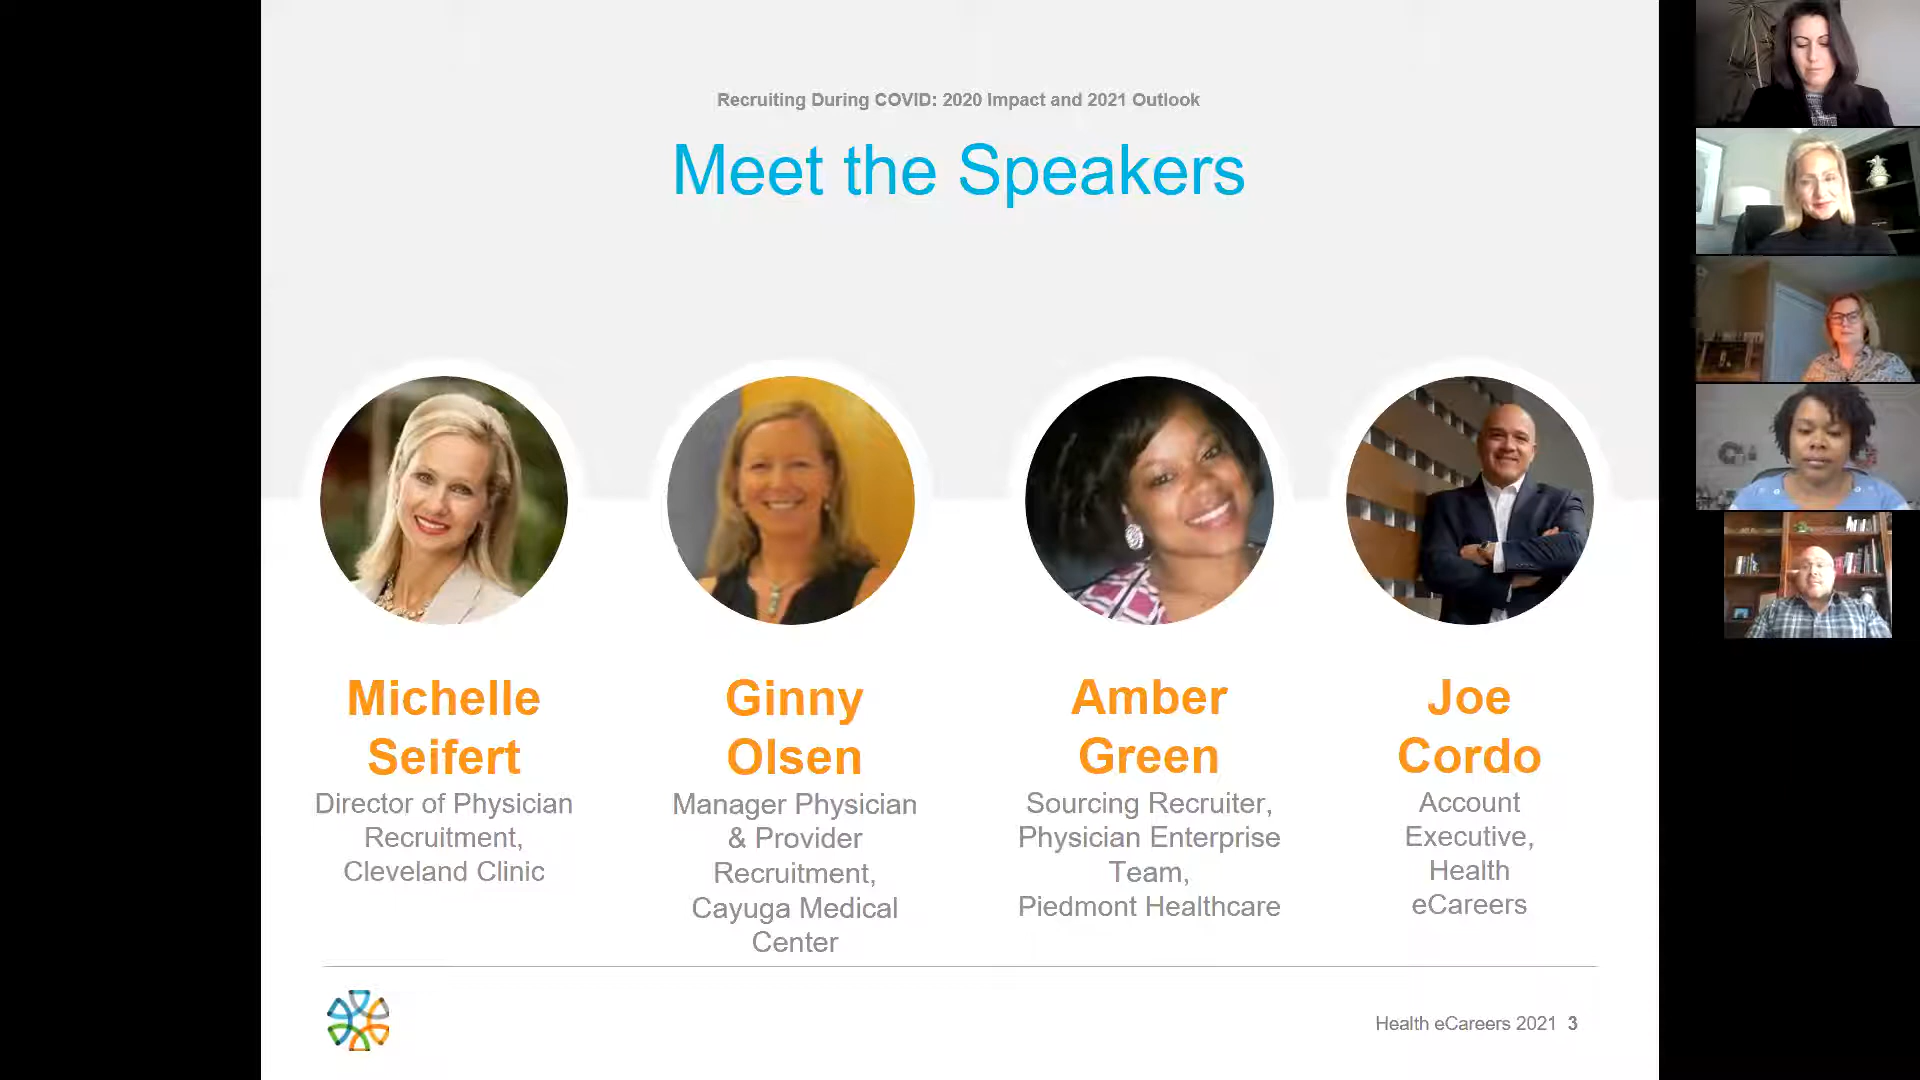 Recruiting During COVID: 2020 Impact and 2021 Outlook
Meet the Speakers
Michelle
Seifert
Director of Physician
Recruitment,
Cleveland Clinic
Ginny
Olsen
Manager Physician
& Provider
Recruitment,
Cayuga Medical
Center
Amber
Green
Sourcing Recruiter,
Physician Enterprise
Team,
Piedmont Healthcare
Joe
Cordo
Account
Executive,
Health
eCareers
Health eCareers 2021 3